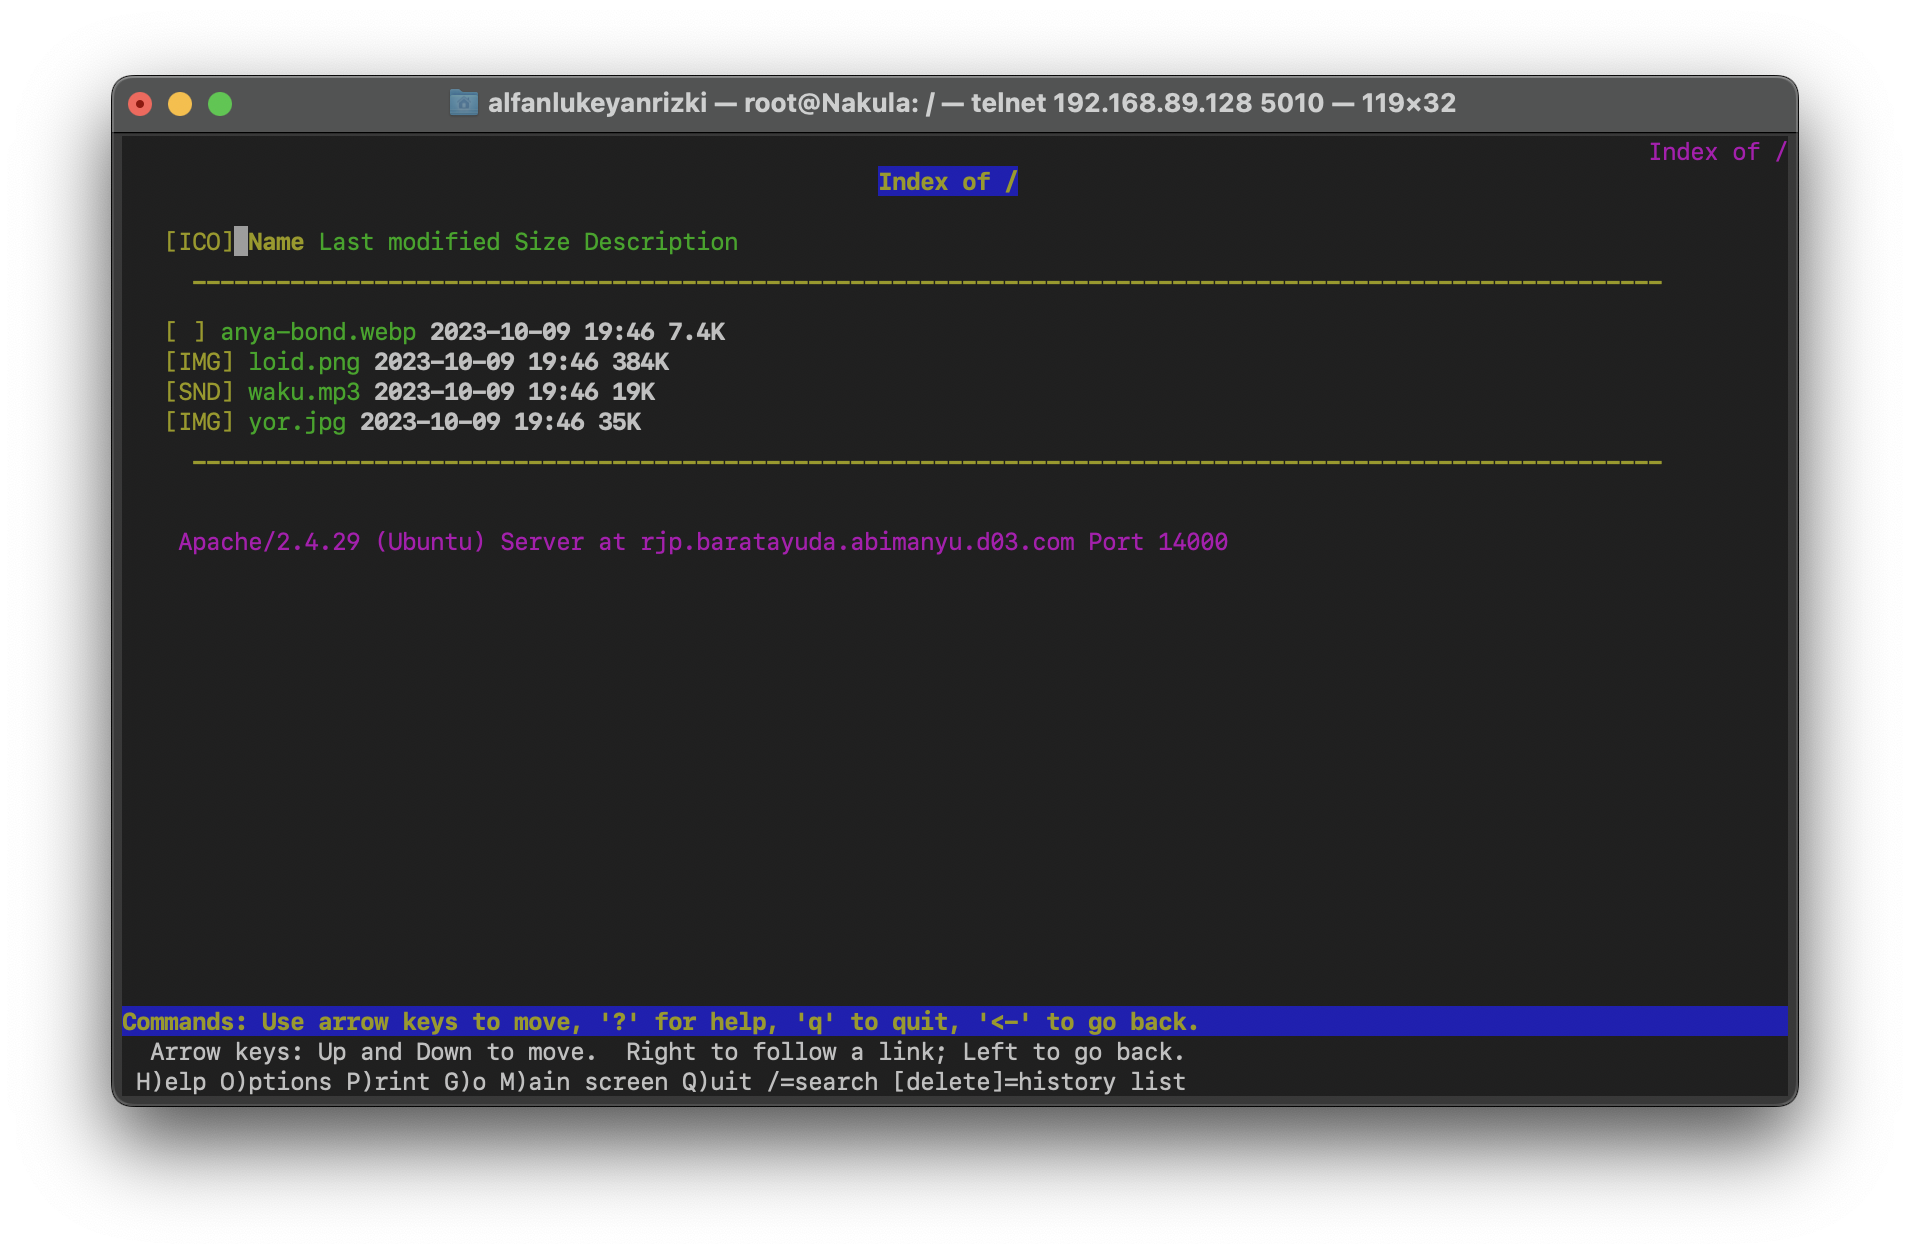 alfanlukeyanrizki — root@Nakula: / — telnet 192.168.89.128 5010 — 119×32
Index of /
Index of /
[ICO] Name Last modified Size Description
[ ] anya-bond.webp 2023-10-09 19:46 7.4K
[IMG] loid.png 2023-10-09 19:46 384K
[SND] waku.mp3 2023-10-09 19:46 19K
[IMG] yor.jpg 2023-10-09 19:46 35K
Apache/2.4.29 (Ubuntu) Server at rjp.baratayuda.abimanyu.d03.com Port 14000
Commands: Use arrow keys to move, '?' for help, 'q' to quit, '<-' to go back.
Arrow keys: Up and Down to move.  Right to follow a link; Left to go back.
H)elp O)ptions P)rint G)o M)ain screen Q)uit /=search [delete]=history list